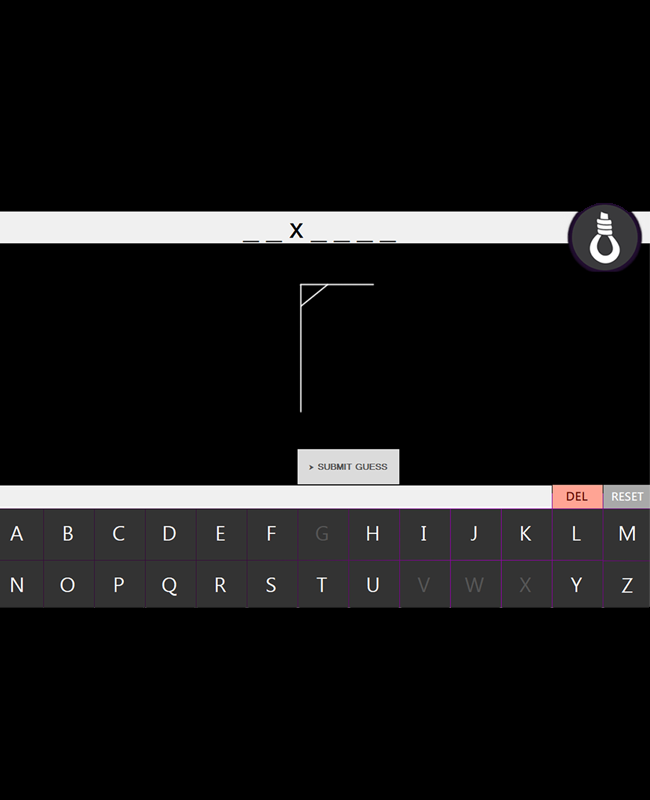 _ _ X _ _ _ _
➤ SUBMIT GUESS
DEL RESET
A B C D E F G H I J K L M
N O P Q R S T U V W X Y Z